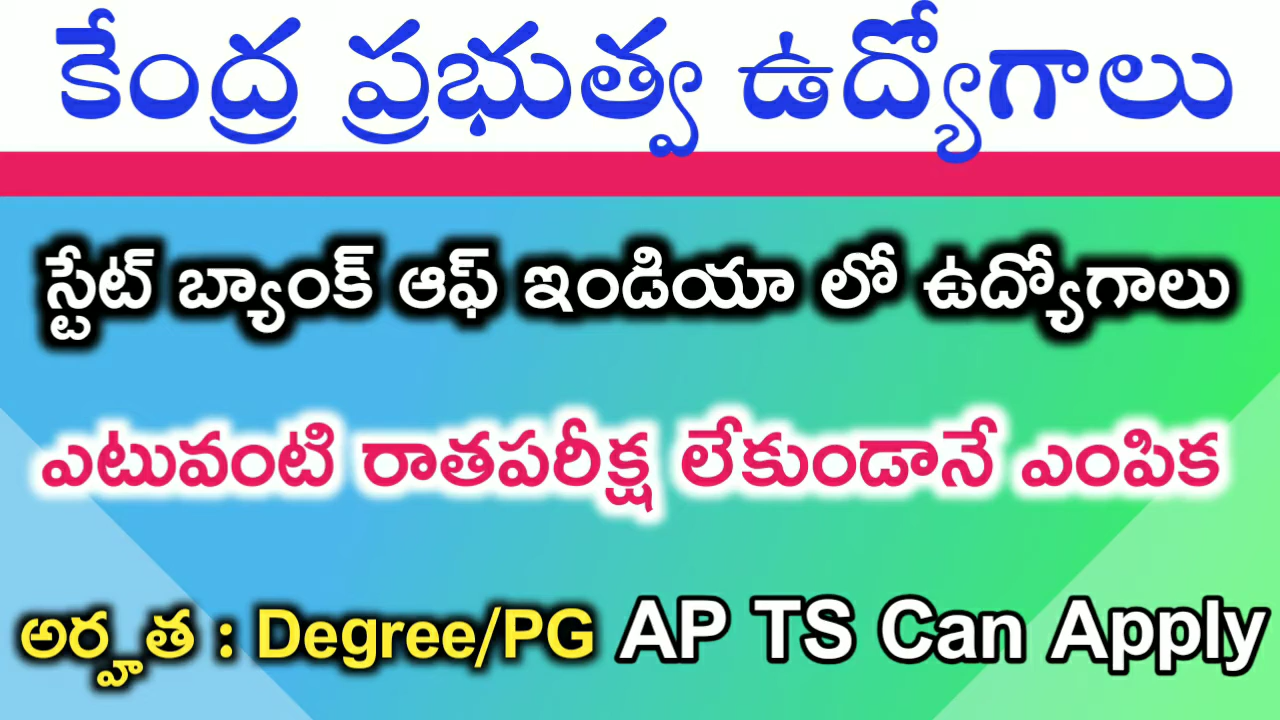 కేంద్ర ప్రభుత్వ ఉద్యోగాలు
స్టేట్ బ్యాంక్ ఆఫ్ ఇండియా లో ఉద్యోగాలు
ఎటువంటి రాతపరీక్ష లేకుండానే ఎంపిక
అర్హత : Degree/PG AP TS Can Apply